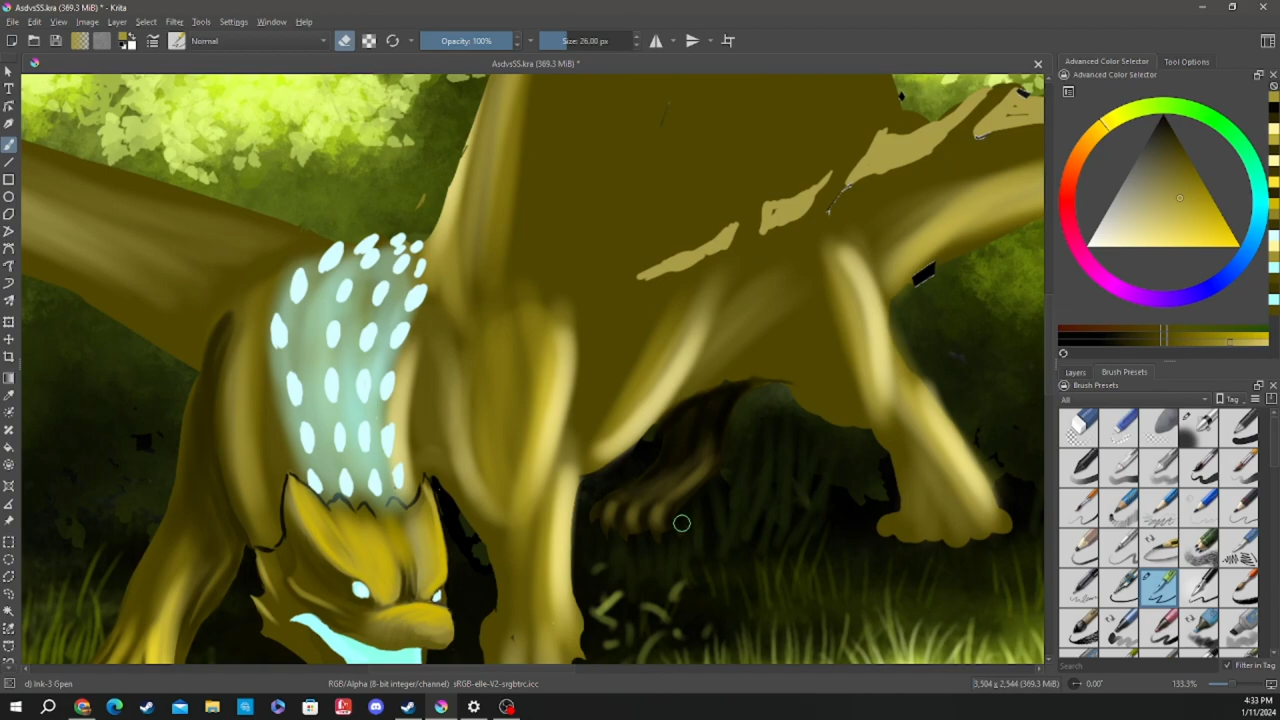 AsdvsSS.kra (369.3 MiB) * - Krita
File Edit View Image Layer Select Filter Tools Settings Window Help
Normal
Opacity: 100%
Size: 26.00 px
AsdvsSS.kra (369.3 MiB) *
Advanced Color Selector Tool Options
Advanced Color Selector
Layers Brush Presets
Brush Presets
All
Tag
Search
Filter in Tag
d) Ink-3 Gpen
RGB/Alpha (8-bit integer/channel) sRGB-elle-V2-srgbtrc.icc
3,504 x 2,544 (369.3 MiB)
0.00°
133.3%
4:33 PM
1/11/2024